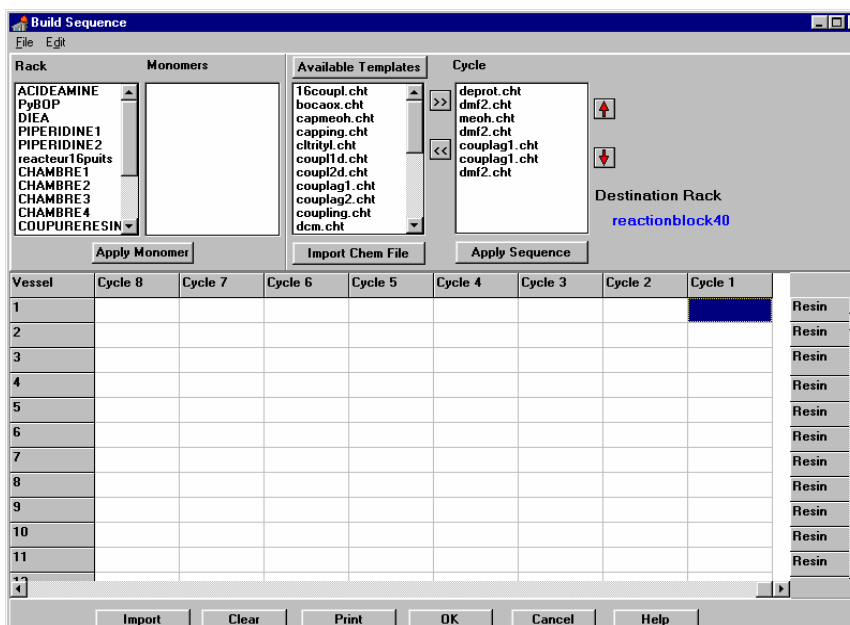 Build Sequence
File Edit
Rack Monomers Available Templates Cycle
ACIDEAMINE
PyBOP
DIEA
PIPERIDINE1
PIPERIDINE2
reacteur16puits
CHAMBRE1
CHAMBRE2
CHAMBRE3
CHAMBRE4
COUPURERESIN
16coupl.cht
bocaox.cht
capmeoh.cht
capping.cht
cltrityl.cht
coupl1d.cht
coupl2d.cht
couplag1.cht
couplag2.cht
coupling.cht
dcm.cht
>>
<<
deprot.cht
dmf2.cht
meoh.cht
dmf2.cht
couplag1.cht
couplag1.cht
dmf2.cht
Destination Rack
reactionblock40
Apply Monomer Import Chem File Apply Sequence
Vessel Cycle 8 Cycle 7 Cycle 6 Cycle 5 Cycle 4 Cycle 3 Cycle 2 Cycle 1
1 Resin
2 Resin
3 Resin
4 Resin
5 Resin
6 Resin
7 Resin
8 Resin
9 Resin
10 Resin
11 Resin
12
Import Clear Print OK Cancel Help